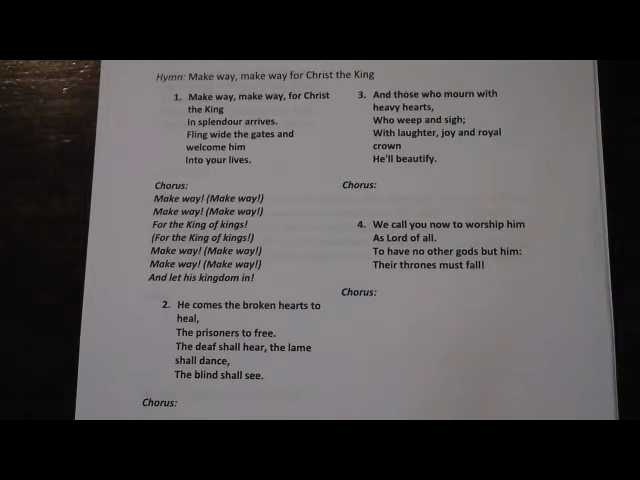 Hymn: Make way, make way for Christ the King
1. Make way, make way, for Christ
the King
In splendour arrives.
Fling wide the gates and
welcome him
Into your lives.
Chorus:
Make way! (Make way!)
Make way! (Make way!)
For the King of kings!
(For the King of kings!)
Make way! (Make way!)
Make way! (Make way!)
And let his kingdom in!
2. He comes the broken hearts to
heal,
The prisoners to free.
The deaf shall hear, the lame
shall dance,
The blind shall see.
Chorus:
3. And those who mourn with
heavy hearts,
Who weep and sigh;
With laughter, joy and royal
crown
He'll beautify.
Chorus:
4. We call you now to worship him
As Lord of all.
To have no other gods but him:
Their thrones must fall!
Chorus: